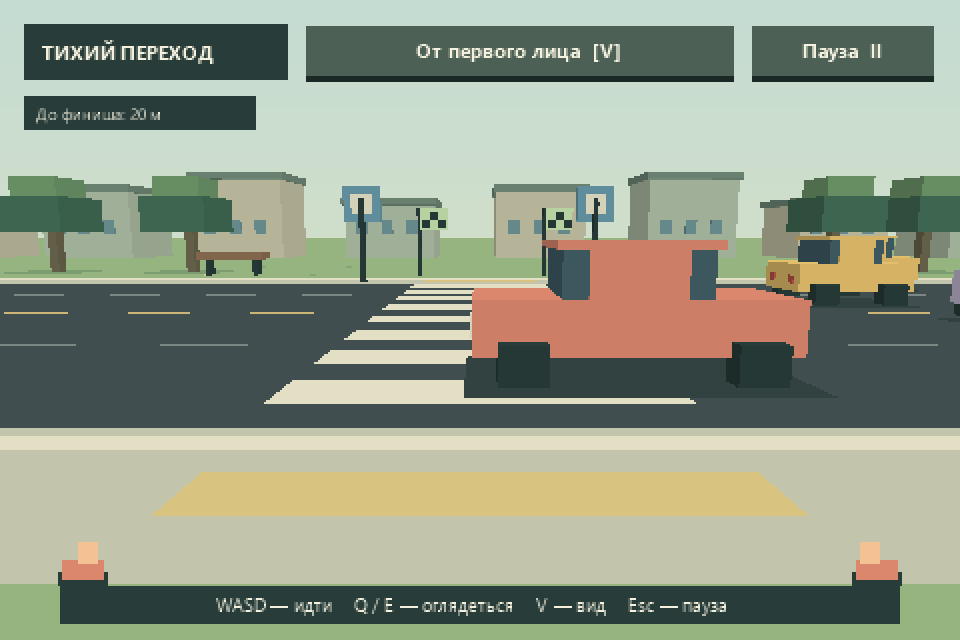 ТИХИЙ ПЕРЕХОД
От первого лица [V]
Пауза II
До финиша: 20 м
WASD — идти Q / E — оглядеться V — вид Esc — пауза